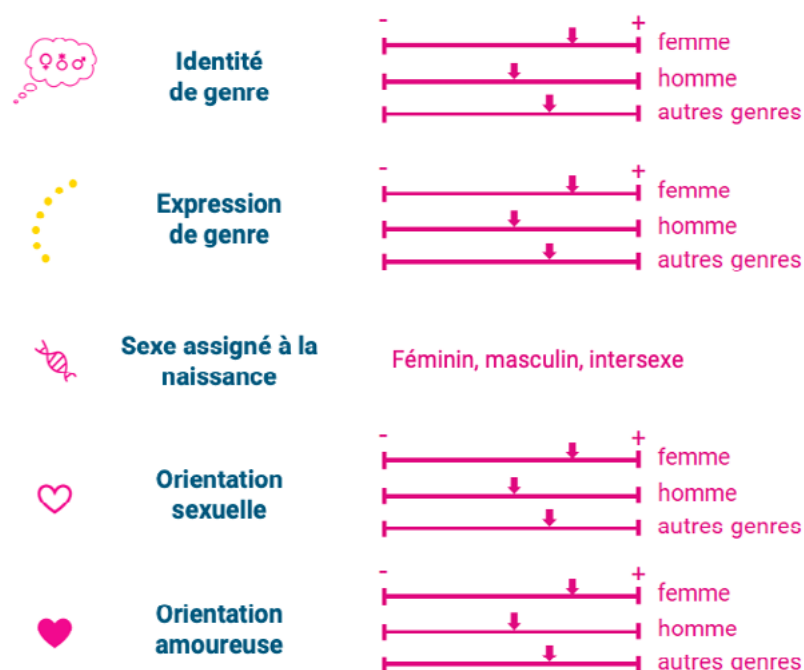 - +
femme
Identité
de genre
homme
autres genres
- +
femme
Expression
de genre
homme
autres genres
Sexe assigné à la
naissance
Féminin, masculin, intersexe
- +
femme
Orientation
sexuelle
homme
autres genres
- +
femme
Orientation
amoureuse
homme
autres genres